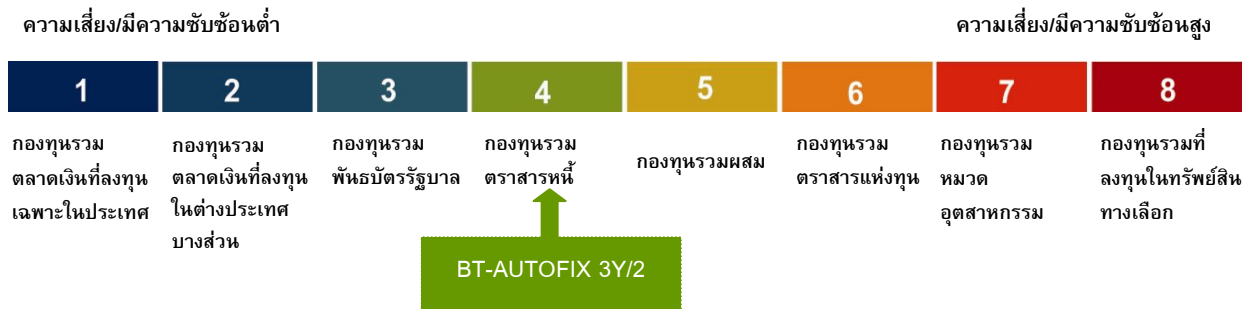 ความเสี่ยง/มีความซับซ้อนต่ำ
ความเสี่ยง/มีความซับซ้อนสูง
1
2
3
4
5
6
7
8
กองทุนรวม
ตลาดเงินที่ลงทุน
เฉพาะในประเทศ
กองทุนรวม
ตลาดเงินที่ลงทุน
ในต่างประเทศ
บางส่วน
กองทุนรวม
พันธบัตรรัฐบาล
กองทุนรวม
ตราสารหนี้
กองทุนรวมผสม
กองทุนรวม
ตราสารแห่งทุน
กองทุนรวม
หมวด
อุตสาหกรรม
กองทุนรวมที่
ลงทุนในทรัพย์สิน
ทางเลือก
BT-AUTOFIX 3Y/2